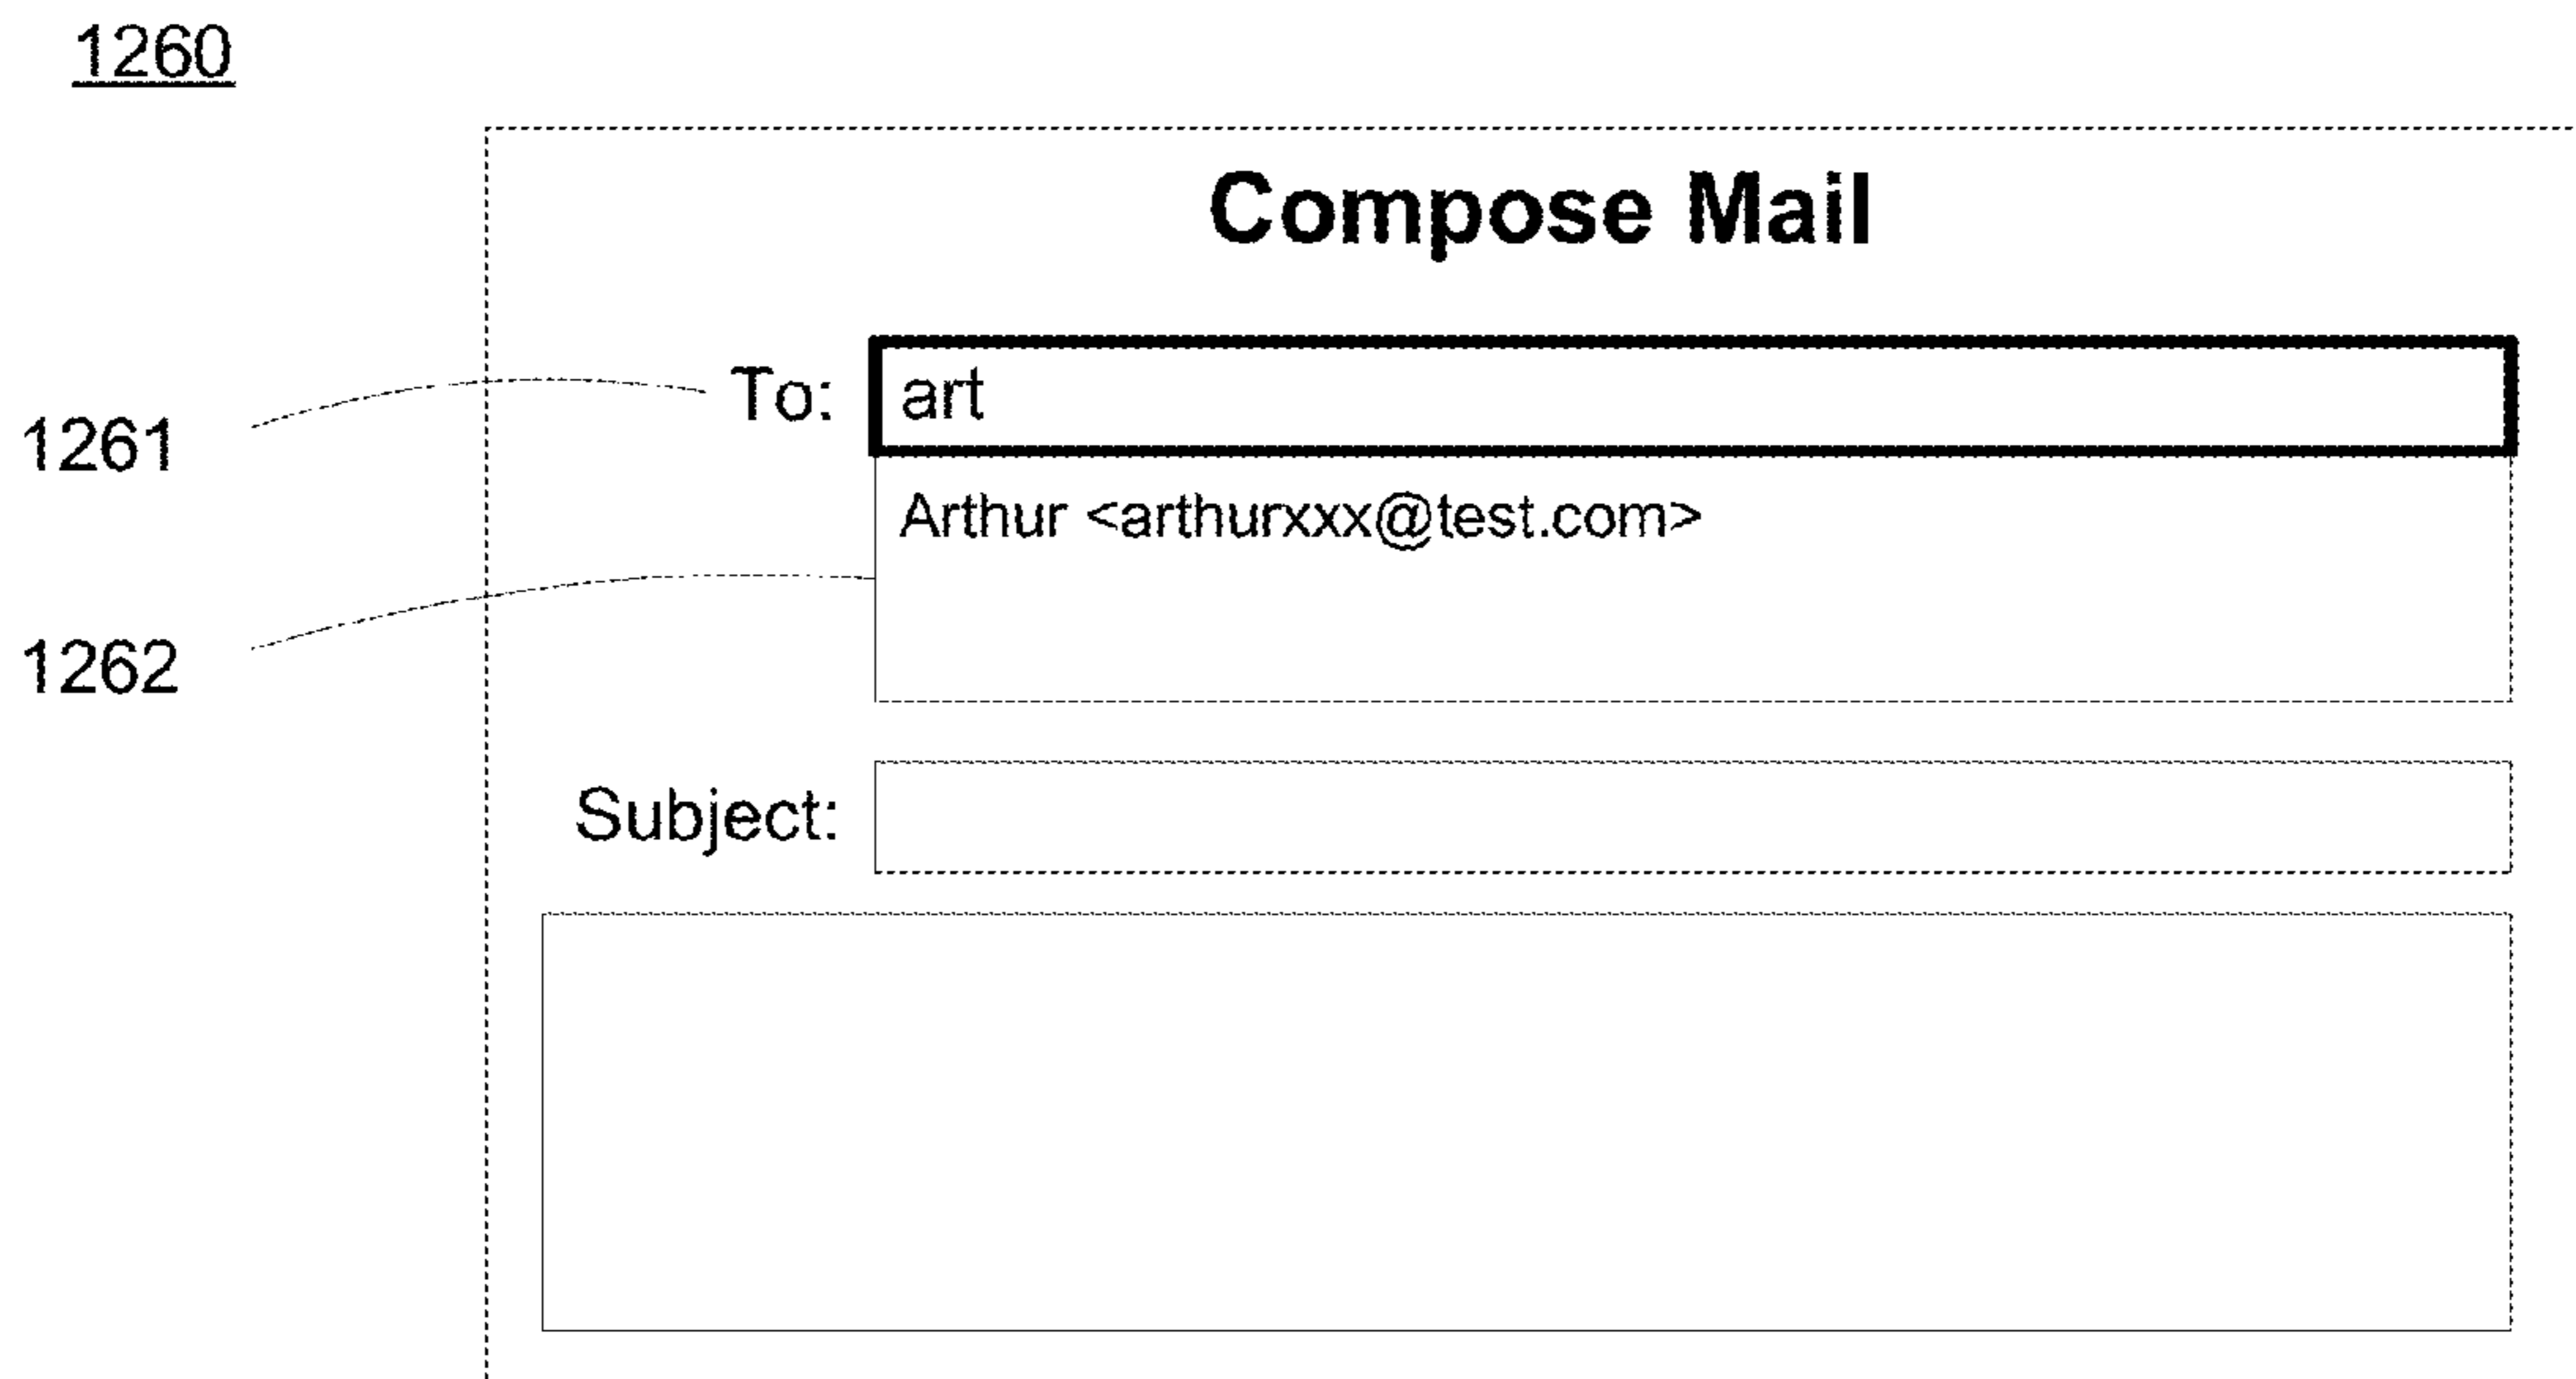 1260
Compose Mail
1261 To: art
Arthur <arthurxxx@test.com>
1262
Subject: